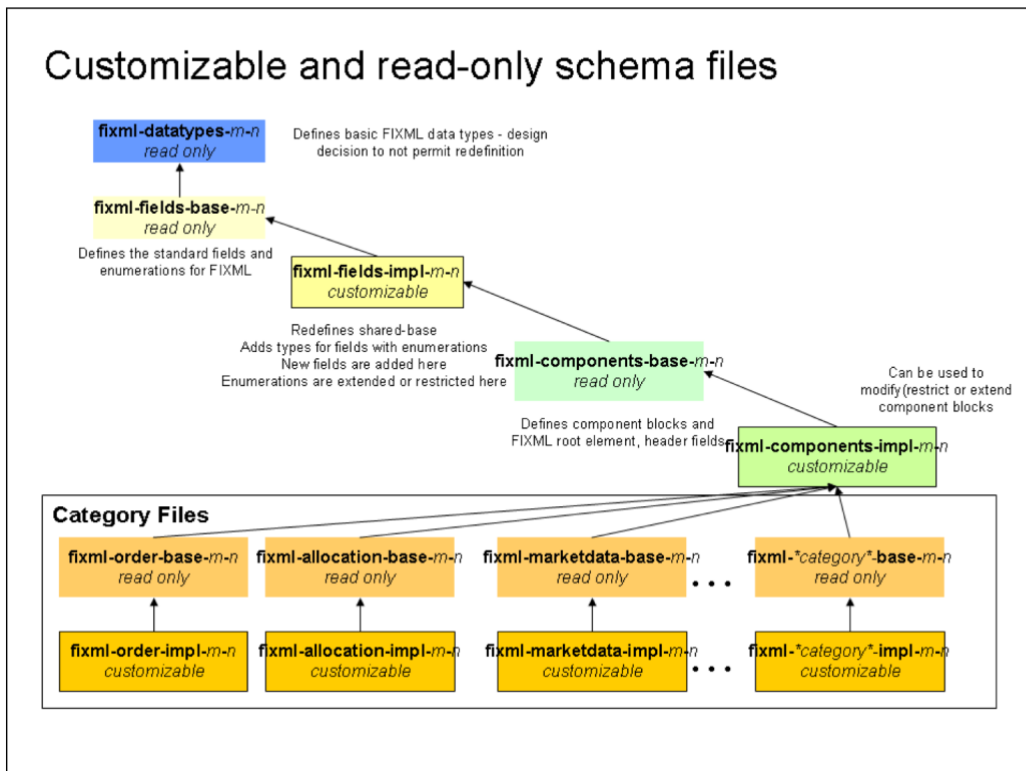 Customizable and read-only schema files
fixml-datatypes-m-n
read only
Defines basic FIXML data types - design
decision to not permit redefinition
fixml-fields-base-m-n
read only
Defines the standard fields and
enumerations for FIXML
fixml-fields-impl-m-n
customizable
Redefines shared-base
Adds types for fields with enumerations
New fields are added here
Enumerations are extended or restricted here
fixml-components-base-m-n
read only
Can be used to
modify(restrict or extend
component blocks
Defines component blocks and
FIXML root element, header fields
fixml-components-impl-m-n
customizable
Category Files
fixml-order-base-m-n
read only
fixml-allocation-base-m-n
read only
fixml-marketdata-base-m-n
read only
...
fixml-*category*-base-m-n
read only
fixml-order-impl-m-n
customizable
fixml-allocation-impl-m-n
customizable
fixml-marketdata-impl-m-n
customizable
...
fixml-*category*-impl-m-n
customizable